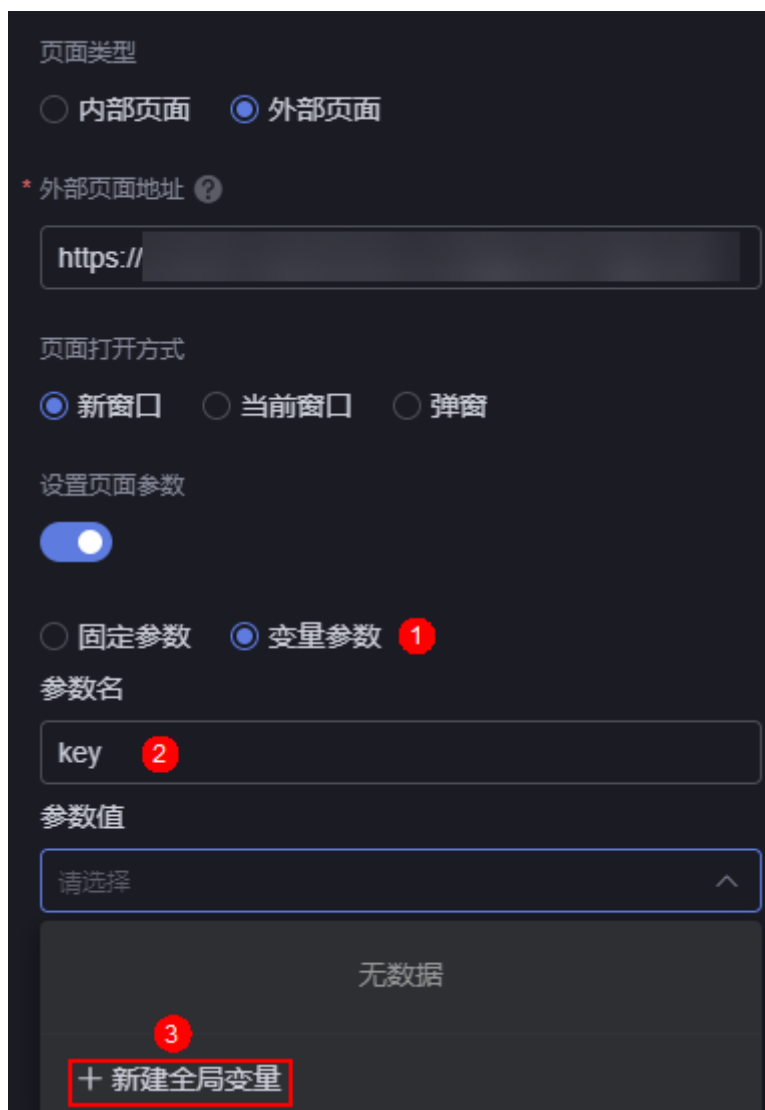 页面类型
内部页面 外部页面
* 外部页面地址 ?
https://
页面打开方式
新窗口 当前窗口 弹窗
设置页面参数
固定参数 变量参数 1
参数名
key 2
参数值
请选择
无数据
3
+ 新建全局变量